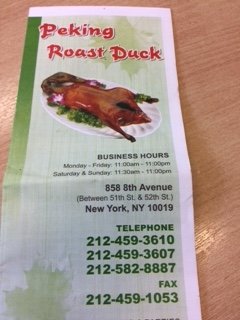 Peking
Roast Duck
BUSINESS HOURS
Monday - Friday: 11:00am - 11:00pm
Saturday & Sunday: 11:30am - 11:00pm
858 8th Avenue
(Between 51th St. & 52th St.)
New York, NY 10019
TELEPHONE
212-459-3610
212-459-3607
212-582-8887
FAX
212-459-1053